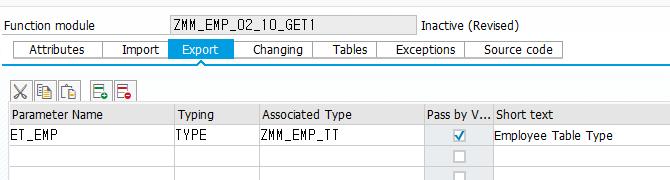 Function module ZMM_EMP_02_10_GET1 Inactive (Revised)
Attributes Import Export Changing Tables Exceptions Source code
Parameter Name Typing Associated Type Pass by V... Short text
ET_EMP TYPE ZMM_EMP_TT Employee Table Type